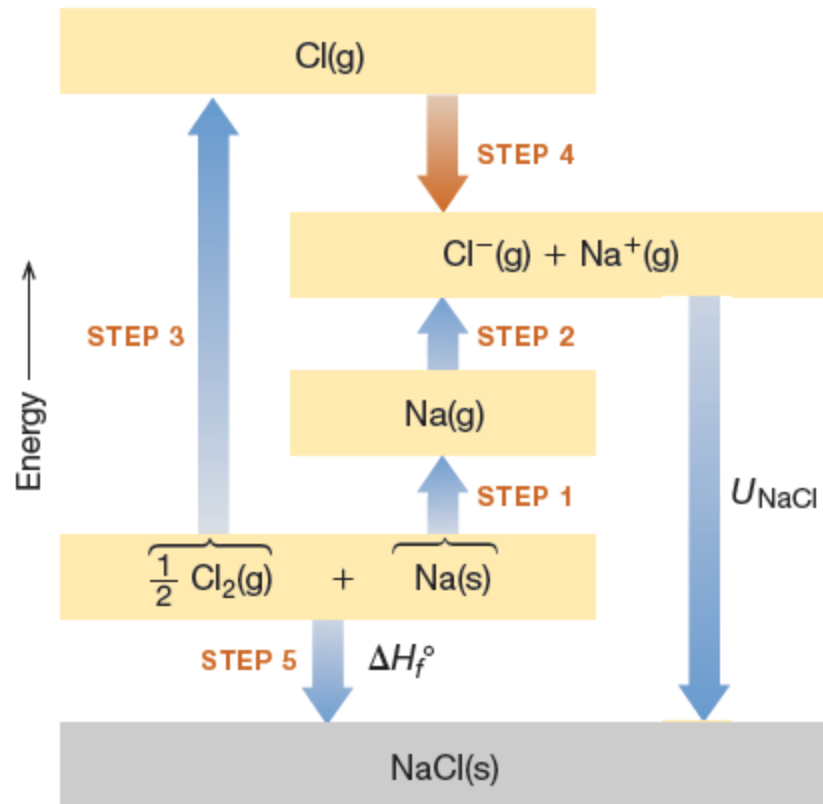 Cl(g)
STEP 4
Cl⁻(g) + Na⁺(g)
STEP 3
STEP 2
Energy
Na(g)
STEP 1
U_NaCl
½ Cl₂(g) + Na(s)
STEP 5
ΔH_f°
NaCl(s)